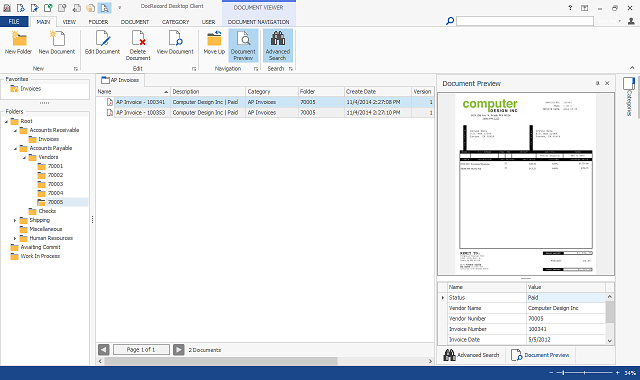 DocRecord Desktop Client
DOCUMENT VIEWER
FILE MAIN VIEW FOLDER DOCUMENT CATEGORY USER DOCUMENT NAVIGATION
New Folder New Document Edit Document Delete Document View Document Move Up Document Preview Advanced Search
New Edit Navigation Search
Favorites
Invoices
Folders
Root
Accounts Receivable
Invoices
Accounts Payable
Vendors
70001
70002
70003
70004
70005
Checks
Shipping
Miscellaneous
Human Resources
Awaiting Commit
Work In Process
AP Invoices
Name Description Category Folder Create Date Version
AP Invoice - 100341 Computer Design Inc | Paid AP Invoices 70005 11/4/2014 2:27:08 PM 1
AP Invoice - 100353 Computer Design Inc | Paid AP Invoices 70005 11/4/2014 2:27:10 PM 1
Page 1 of 1 2 Documents
Document Preview
computer
DESIGN INC
REMIT TO:
Name Value
Status Paid
Vendor Name Computer Design Inc
Vendor Number 70005
Invoice Number 100341
Invoice Date 5/5/2012
Advanced Search Document Preview
Categories
34%